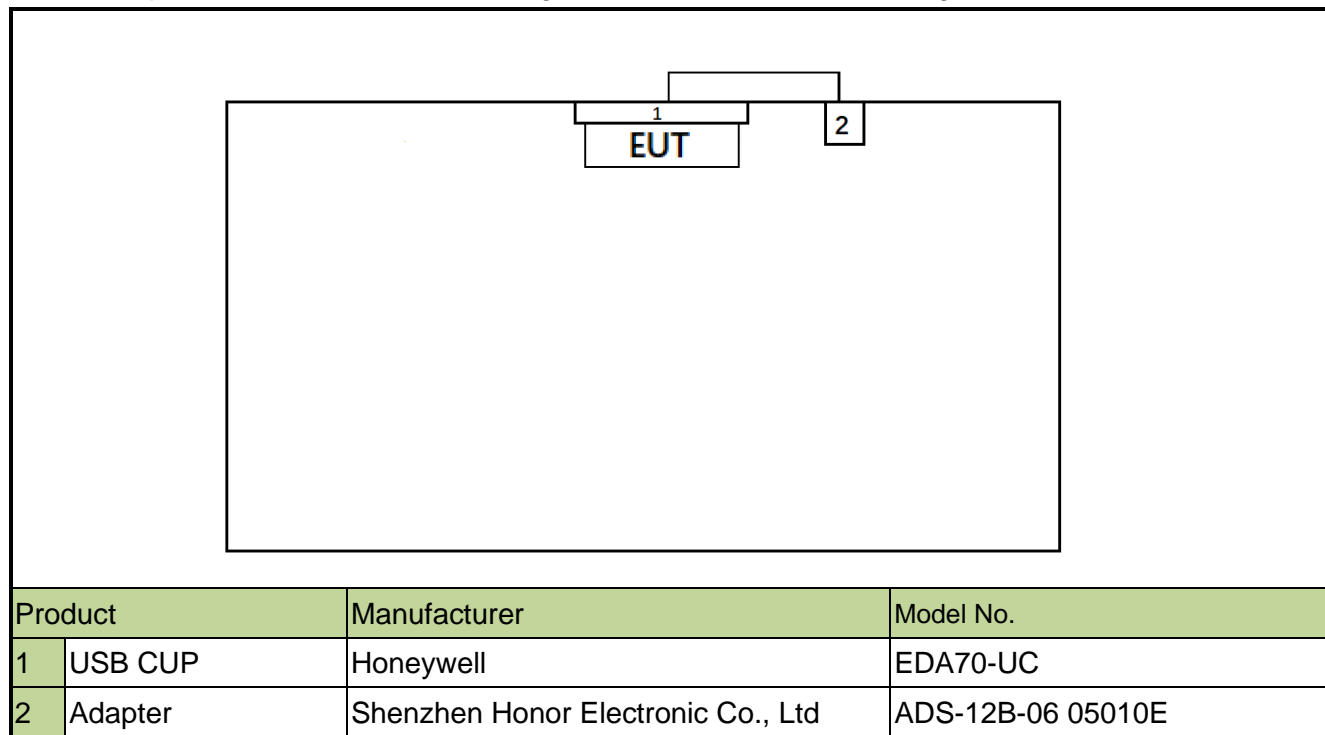 1
EUT
2
Product Manufacturer Model No.
1 USB CUP Honeywell EDA70-UC
2 Adapter Shenzhen Honor Electronic Co., Ltd ADS-12B-06 05010E